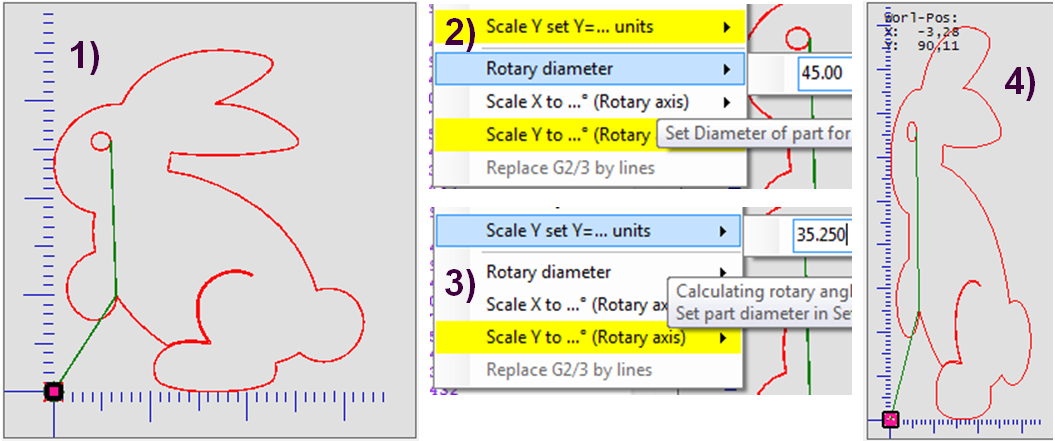 1)
2)
Scale Y set Y=... units
Rotary diameter
45.00
Scale X to ...° (Rotary axis)
Scale Y to ...° (Rotary
Set Diameter of part for
Replace G2/3 by lines
3)
Scale Y set Y=... units
35.250
Rotary diameter
Scale X to ...° (Rotary ax
Calculating rotary angl
Set part diameter in Se
Scale Y to ...° (Rotary axis)
Replace G2/3 by lines
4)
Worl-Pos:
X: -3,28
Y: 90,11